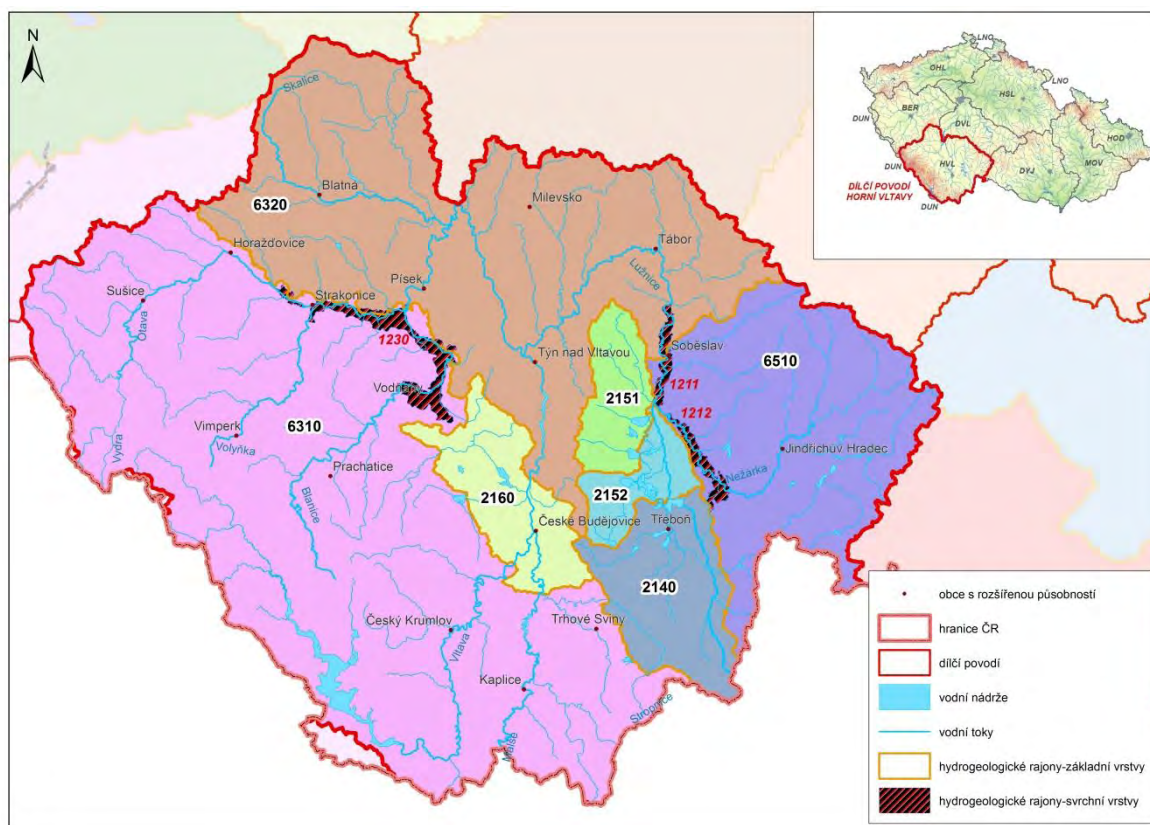 N
Skalice
Blatná
6320
Milevsko
Horažďovice
Tábor
Lužnice
Písek
Sušice
Otava
Strakonice
1230
Týn nad Vltavou
Soběslav
6510
1211
2151
1212
Vodňany
Vimperk
Volyňka
6310
Vydra
Prachatice
Blanice
Jindřichův Hradec
Nežárka
2160
2152
České Budějovice
Třeboň
2140
Český Krumlov
Vltava
Trhové Sviny
Kaplice
Stropnice
Malše
LNO
OHL
LNO
HSL
BER
DUN
DVL
HOD
DUN
HVL
MOV
DYJ
DÍLČÍ POVODÍ
HORNÍ VLTAVY
DUN
obce s rozšířenou působností
hranice ČR
dílčí povodí
vodní nádrže
vodní toky
hydrogeologické rajony-základní vrstvy
hydrogeologické rajony-svrchní vrstvy